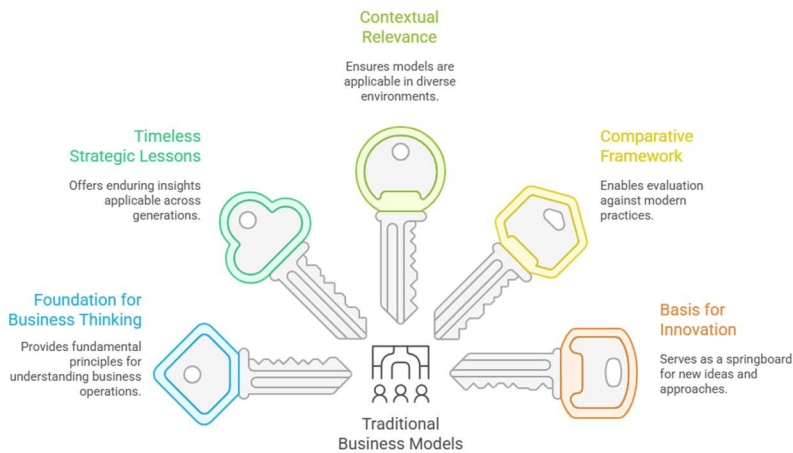 Contextual
Relevance
Ensures models are
applicable in diverse
environments.
Timeless
Strategic Lessons
Offers enduring insights
applicable across
generations.
Comparative
Framework
Enables evaluation
against modern
practices.
Foundation for
Business Thinking
Provides fundamental
principles for
understanding business
operations.
Basis for
Innovation
Serves as a springboard
for new ideas and
approaches.
Traditional
Business Models